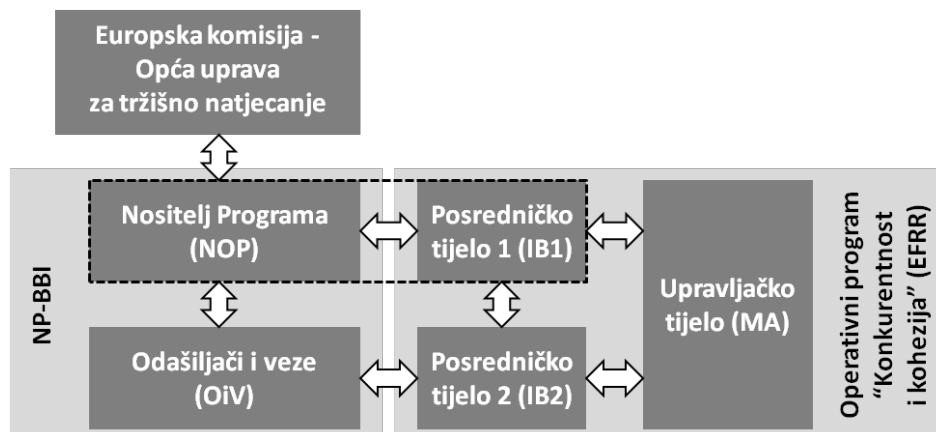 Europska komisija -
Opća uprava
za tržišno natjecanje
NP-BBI
Nositelj Programa
(NOP)
Posredničko
tijelo 1 (IB1)
Odašiljači i veze
(OiV)
Posredničko
tijelo 2 (IB2)
Upravljačko
tijelo (MA)
Operativni program
“Konkurentnost
i kohezija” (EFRR)